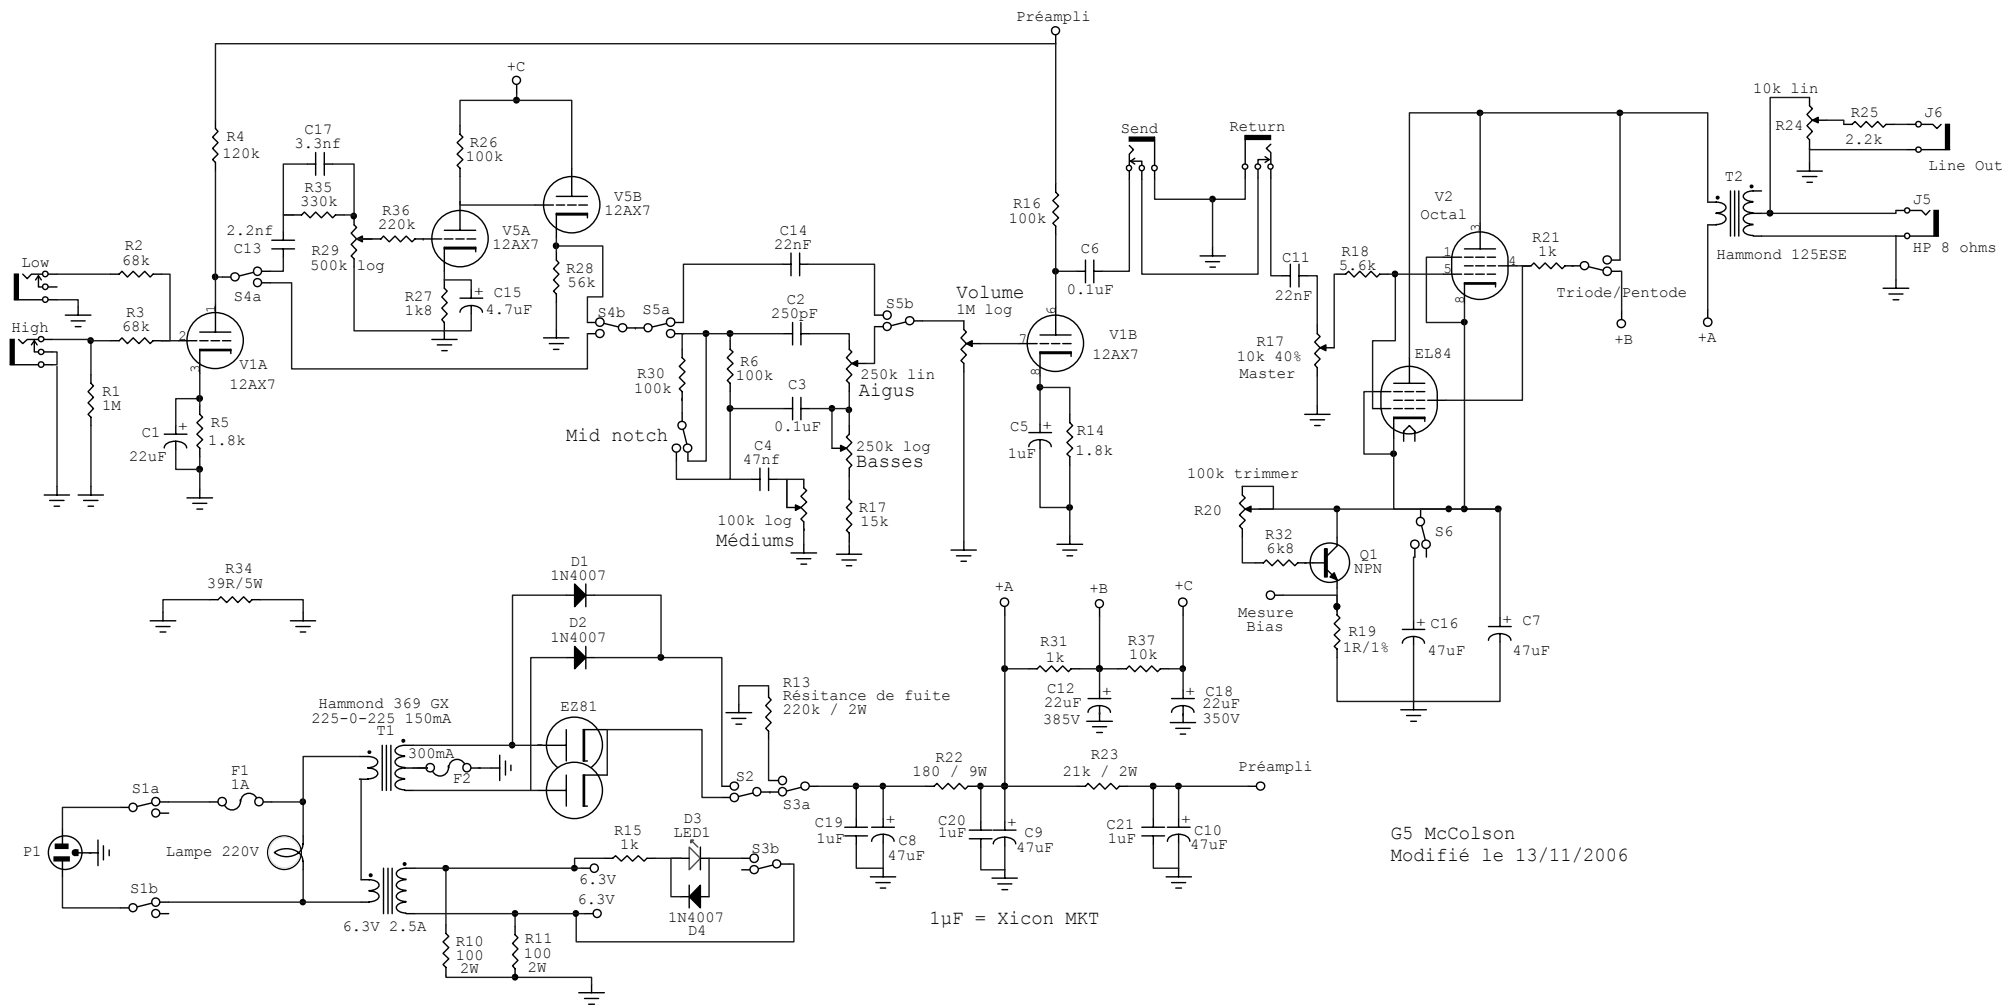 Préampli
+C
R4
120k
C17
3.3nf
R35
330k
R26
100k
R36
220k
V5A
12AX7
V5B
12AX7
2.2nf
C13
R29
500k log
S4a
R2
68k
R3
68k
Low
High
R1
1M
2
1
3
V1A
12AX7
C1
22uF
R5
1.8k
R27
1k8
C15
4.7uF
R28
56k
S4b
S5a
C14
22nF
C2
250pF
S5b
R30
100k
R6
100k
C3
0.1uF
250k lin
Aigus
Mid notch
C4
47nf
250k log
Basses
100k log
Médiums
R17
15k
Volume
1M log
R16
100k
6
7
8
V1B
12AX7
C5
1uF
R14
1.8k
C6
0.1uF
Send
Return
C11
22nF
R17
10k 40%
Master
R18
5.6k
V2
Octal
3
1
5
4
8
R21
1k
Triode/Pentode
+B
+A
EL84
T2
Hammond 125ESE
10k lin
R24
R25
2.2k
J6
Line Out
J5
HP 8 ohms
100k trimmer
R20
R32
6k8
Q1
NPN
S6
Mesure
Bias
R19
1R/1%
C16
47uF
C7
47uF
R34
39R/5W
D1
1N4007
D2
1N4007
Hammond 369 GX
225-0-225 150mA
T1
300mA
F2
EZ81
R13
Résitance de fuite
220k / 2W
S2
S3a
S1a
F1
1A
P1
Lampe 220V
S1b
6.3V 2.5A
R10
100
2W
R11
100
2W
R15
1k
D3
LED1
S3b
6.3V
6.3V
1N4007
D4
+A
+B
+C
R31
1k
R37
10k
C12
22uF
385V
C18
22uF
350V
R22
180 / 9W
R23
21k / 2W
Préampli
C19
1uF
C8
47uF
C20
1uF
C9
47uF
C21
1uF
C10
47uF
1µF = Xicon MKT
G5 McColson
Modifié le 13/11/2006